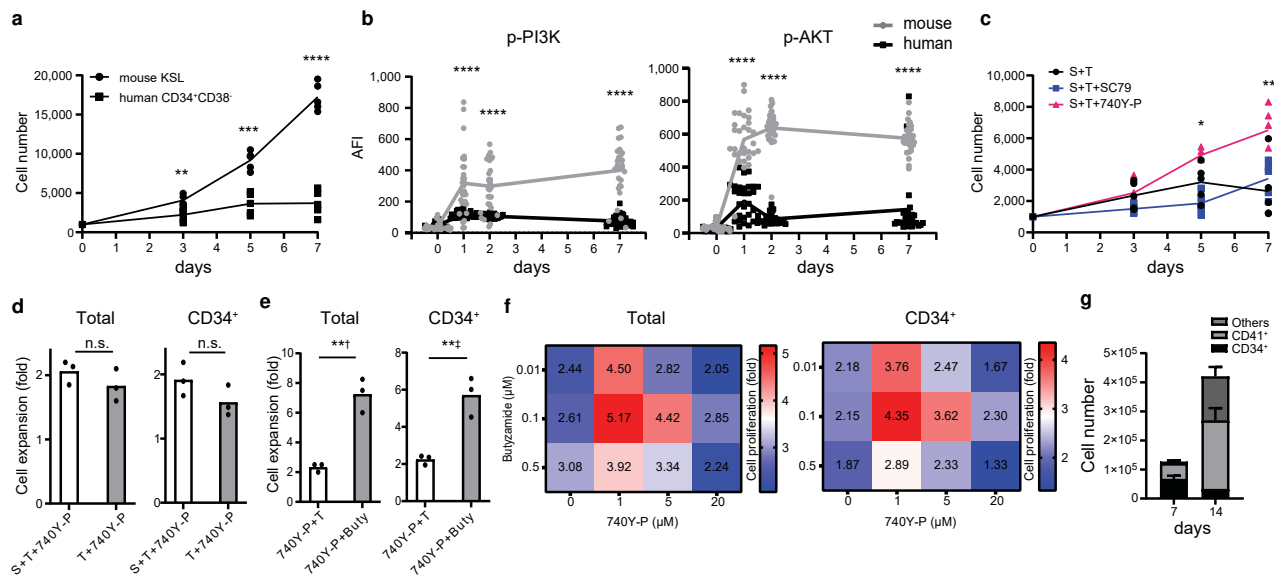 a
20,000
15,000
10,000
5,000
0
Cell number
mouse KSL
human CD34⁺CD38⁻
**
***
****
0 1 2 3 4 5 6 7
days
b
p-PI3K
1,000
800
600
400
200
0
AFI
****
****
****
0 1 2 3 4 5 6 7
days
p-AKT
1,000
800
600
400
200
0
****
****
****
0 1 2 3 4 5 6 7
days
mouse
human
c
10,000
8,000
6,000
4,000
2,000
0
Cell number
S+T
S+T+SC79
S+T+740Y-P
*
**
0 1 2 3 4 5 6 7
days
d
Total
n.s.
Cell expansion (fold)
2
1
0
S+T+740Y-P
T+740Y-P
CD34⁺
n.s.
2
1
0
S+T+740Y-P
T+740Y-P
e
Total
**†
Cell expansion (fold)
10
8
6
4
2
0
740Y-P+T
740Y-P+Buty
CD34⁺
**‡
8
6
4
2
0
740Y-P+T
740Y-P+Buty
f
Total
Butyzamide (μM)
0.01 2.44 4.50 2.82 2.05
0.1 2.61 5.17 4.42 2.85
0.5 3.08 3.92 3.34 2.24
0 1 5 20
740Y-P (μM)
5
4
3
Cell proliferation (fold)
CD34⁺
0.01 2.18 3.76 2.47 1.67
0.1 2.15 4.35 3.62 2.30
0.5 1.87 2.89 2.33 1.33
0 1 5 20
740Y-P (μM)
4
3
2
Cell proliferation (fold)
g
Others
CD41⁺
CD34⁺
5×10⁵
4×10⁵
3×10⁵
2×10⁵
1×10⁵
0
Cell number
7 14
days